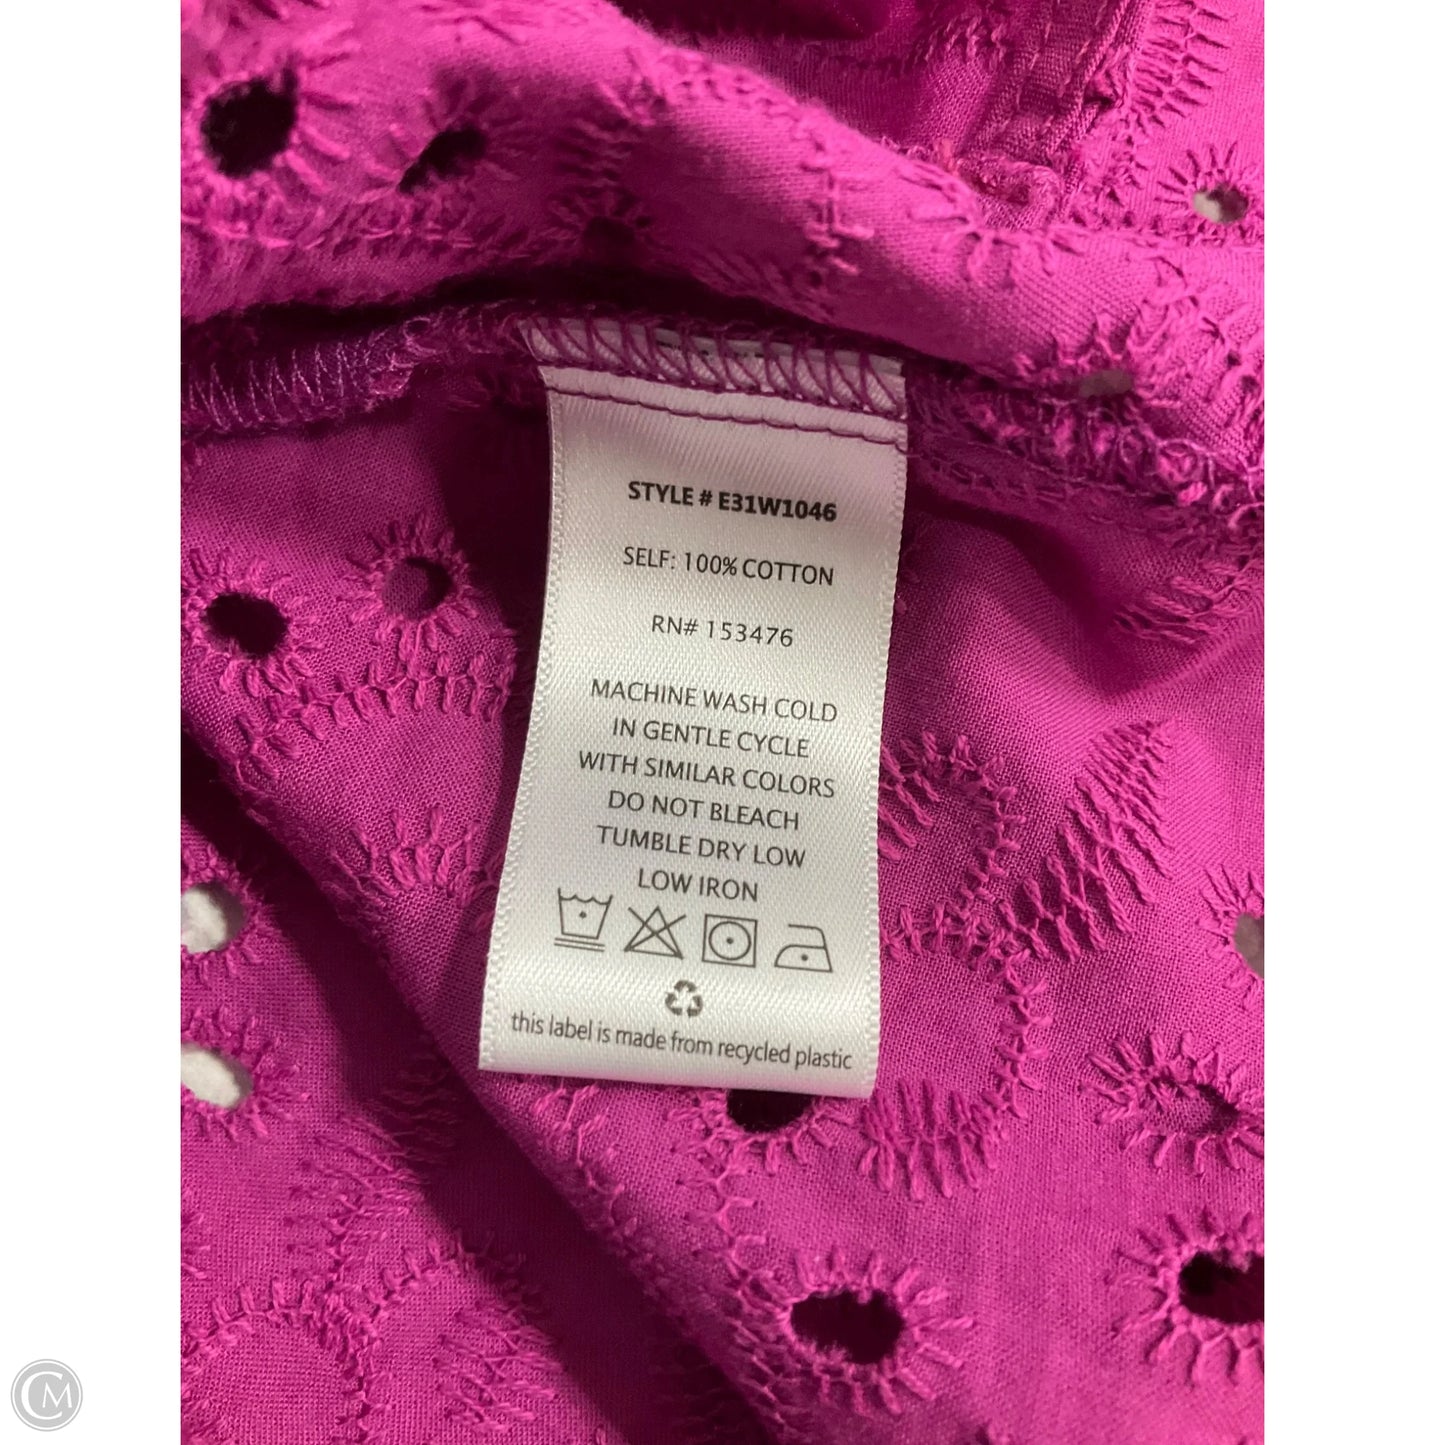 STYLE # E31W1046
SELF: 100% COTTON
RN# 153476
MACHINE WASH COLD
IN GENTLE CYCLE
WITH SIMILAR COLORS
DO NOT BLEACH
TUMBLE DRY LOW
LOW IRON
this label is made from recycled plastic
CM